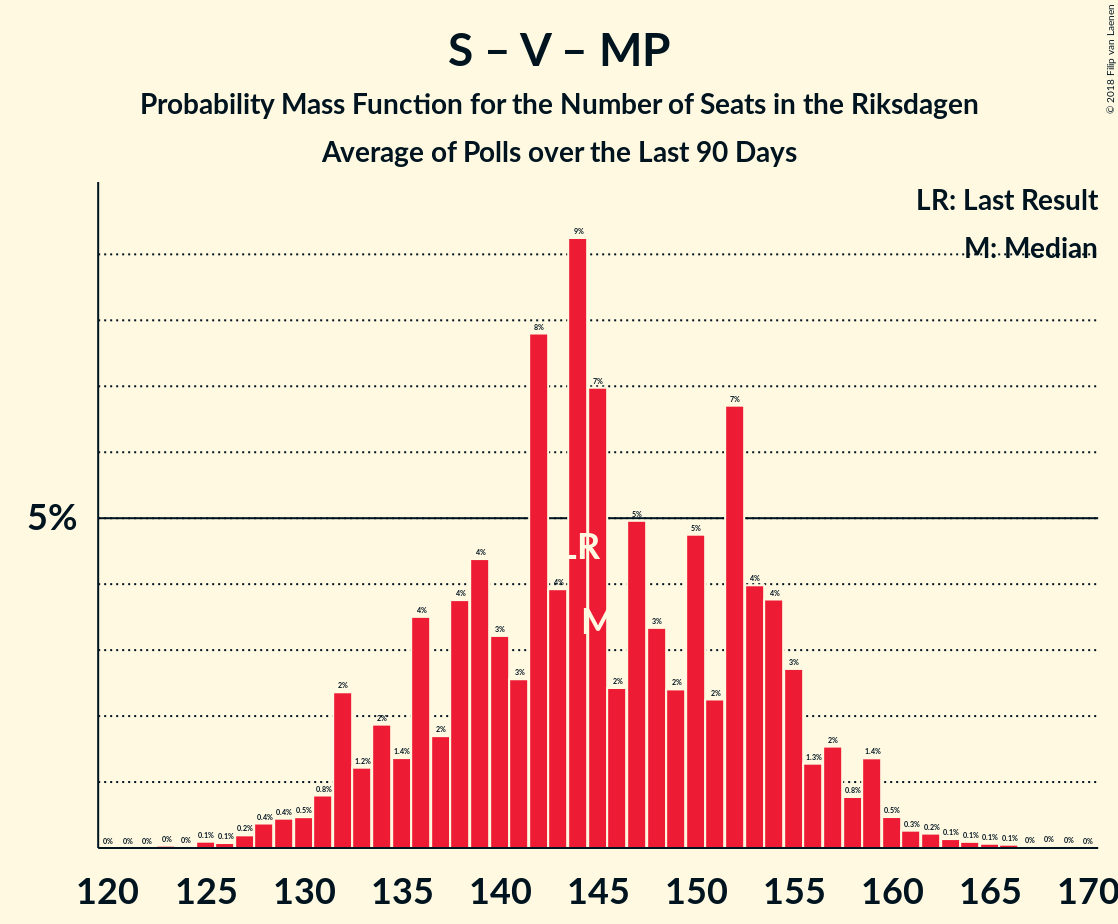 © 2018 Filip van Laenen
S – V – MP
Probability Mass Function for the Number of Seats in the Riksdagen
Average of Polls over the Last 90 Days
LR: Last Result
M: Median
5%
LR
M
0% 0% 0% 0% 0% 0.1% 0.1% 0.2% 0.4% 0.4% 0.5% 0.8% 2% 1.2% 2% 1.4% 4% 2% 4% 4% 3% 3% 8% 4% 9% 7% 2% 5% 3% 2% 5% 2% 7% 4% 4% 3% 1.3% 2% 0.8% 1.4% 0.5% 0.3% 0.2% 0.1% 0.1% 0.1% 0.1% 0% 0% 0% 0%
120 125 130 135 140 145 150 155 160 165 170